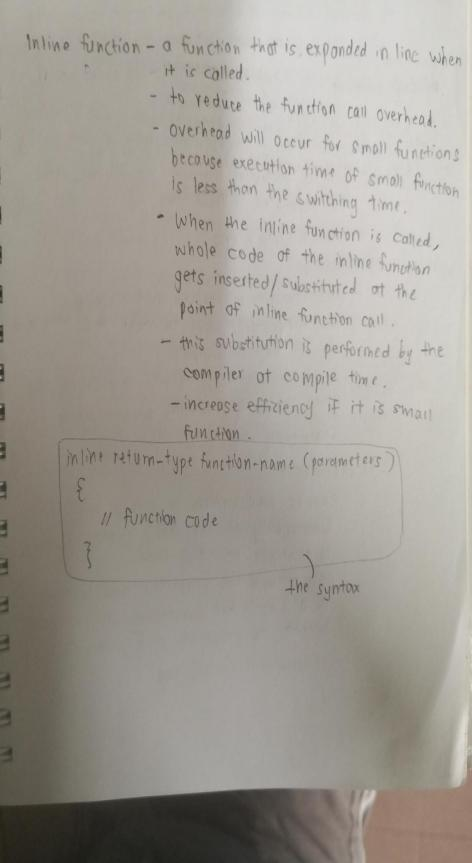 Inline function - a function that is expanded in line when
it is called.
- to reduce the function call overhead.
- overhead will occur for small functions
because execution time of small function
is less than the switching time.
- When the inline function is called,
whole code of the inline function
gets inserted/substituted at the
point of inline function call.
- this substitution is performed by the
compiler at compile time.
- increase efficiency if it is small
function.
inline return-type function-name (parameters)
{
// function code
}
the syntax